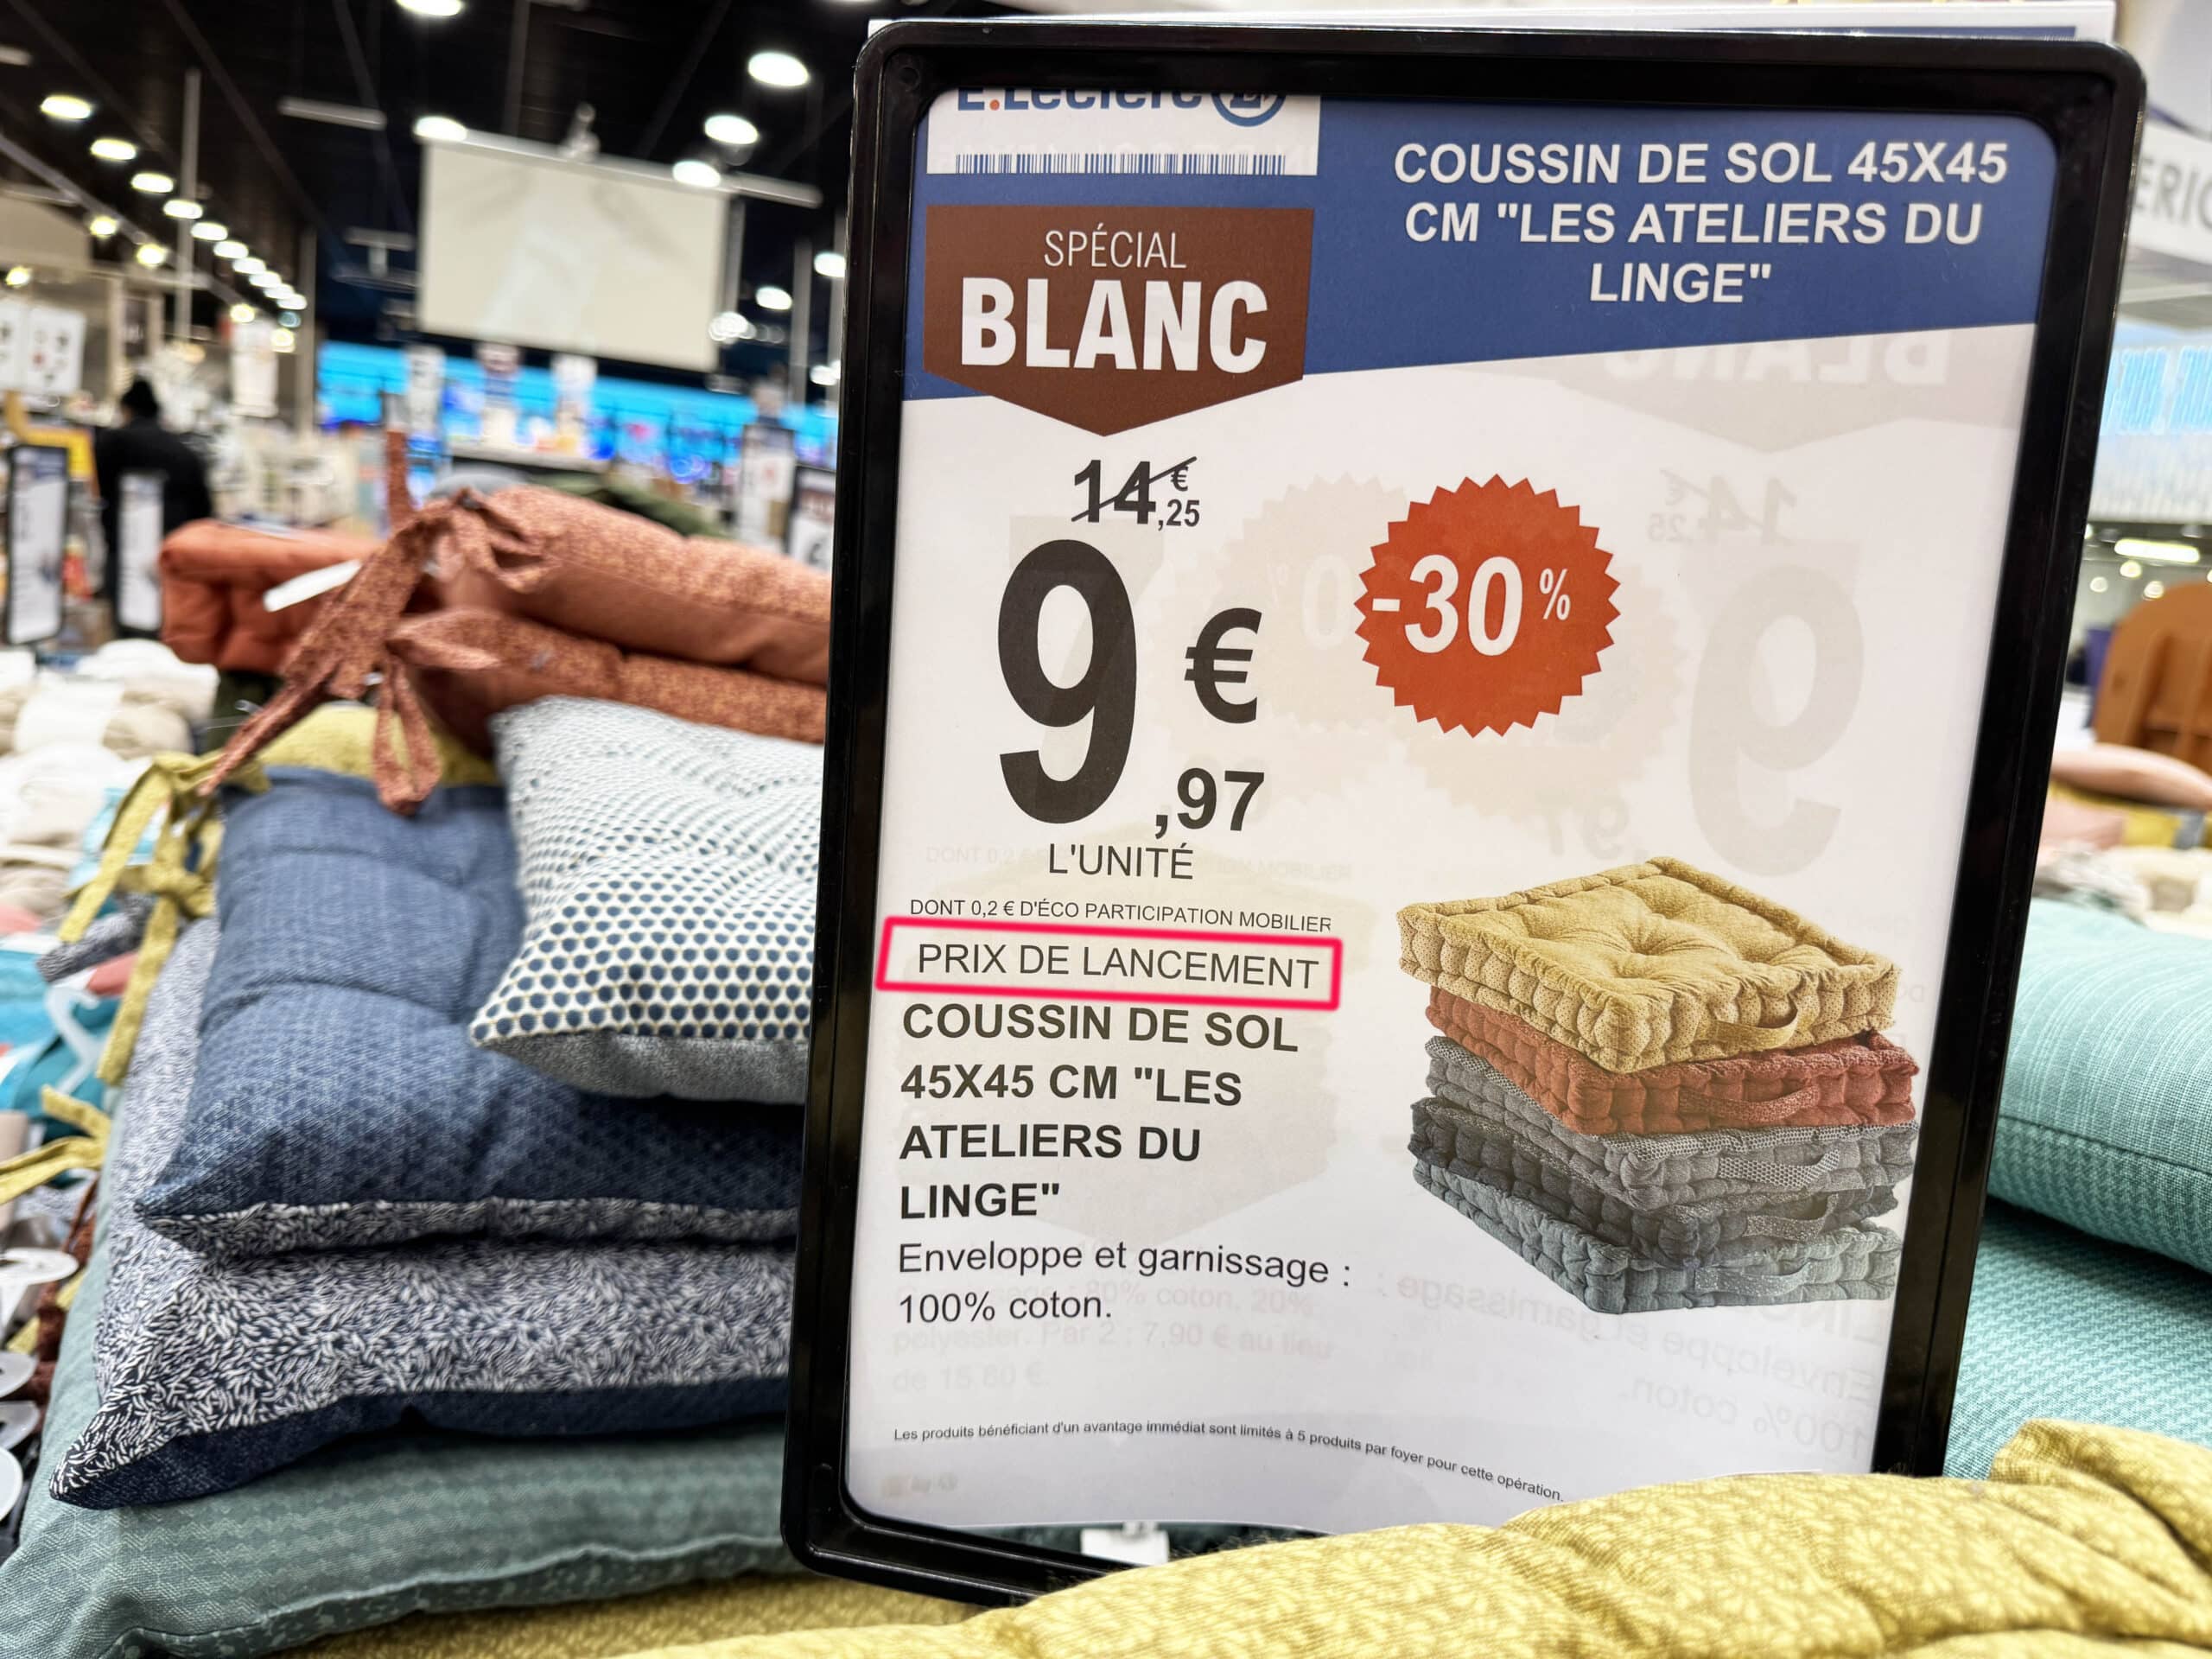 E.Leclerc
COUSSIN DE SOL 45X45
CM "LES ATELIERS DU
LINGE"
SPÉCIAL
BLANC
14,25 €
-30%
9,97 €
L'UNITÉ
DONT 0,2 € D'ÉCO PARTICIPATION MOBILIER
PRIX DE LANCEMENT
COUSSIN DE SOL
45X45 CM "LES
ATELIERS DU
LINGE"
Enveloppe et garnissage :
100% coton.
Les produits bénéficiant d'un avantage immédiat sont limités à 5 produits par foyer pour cette opération.